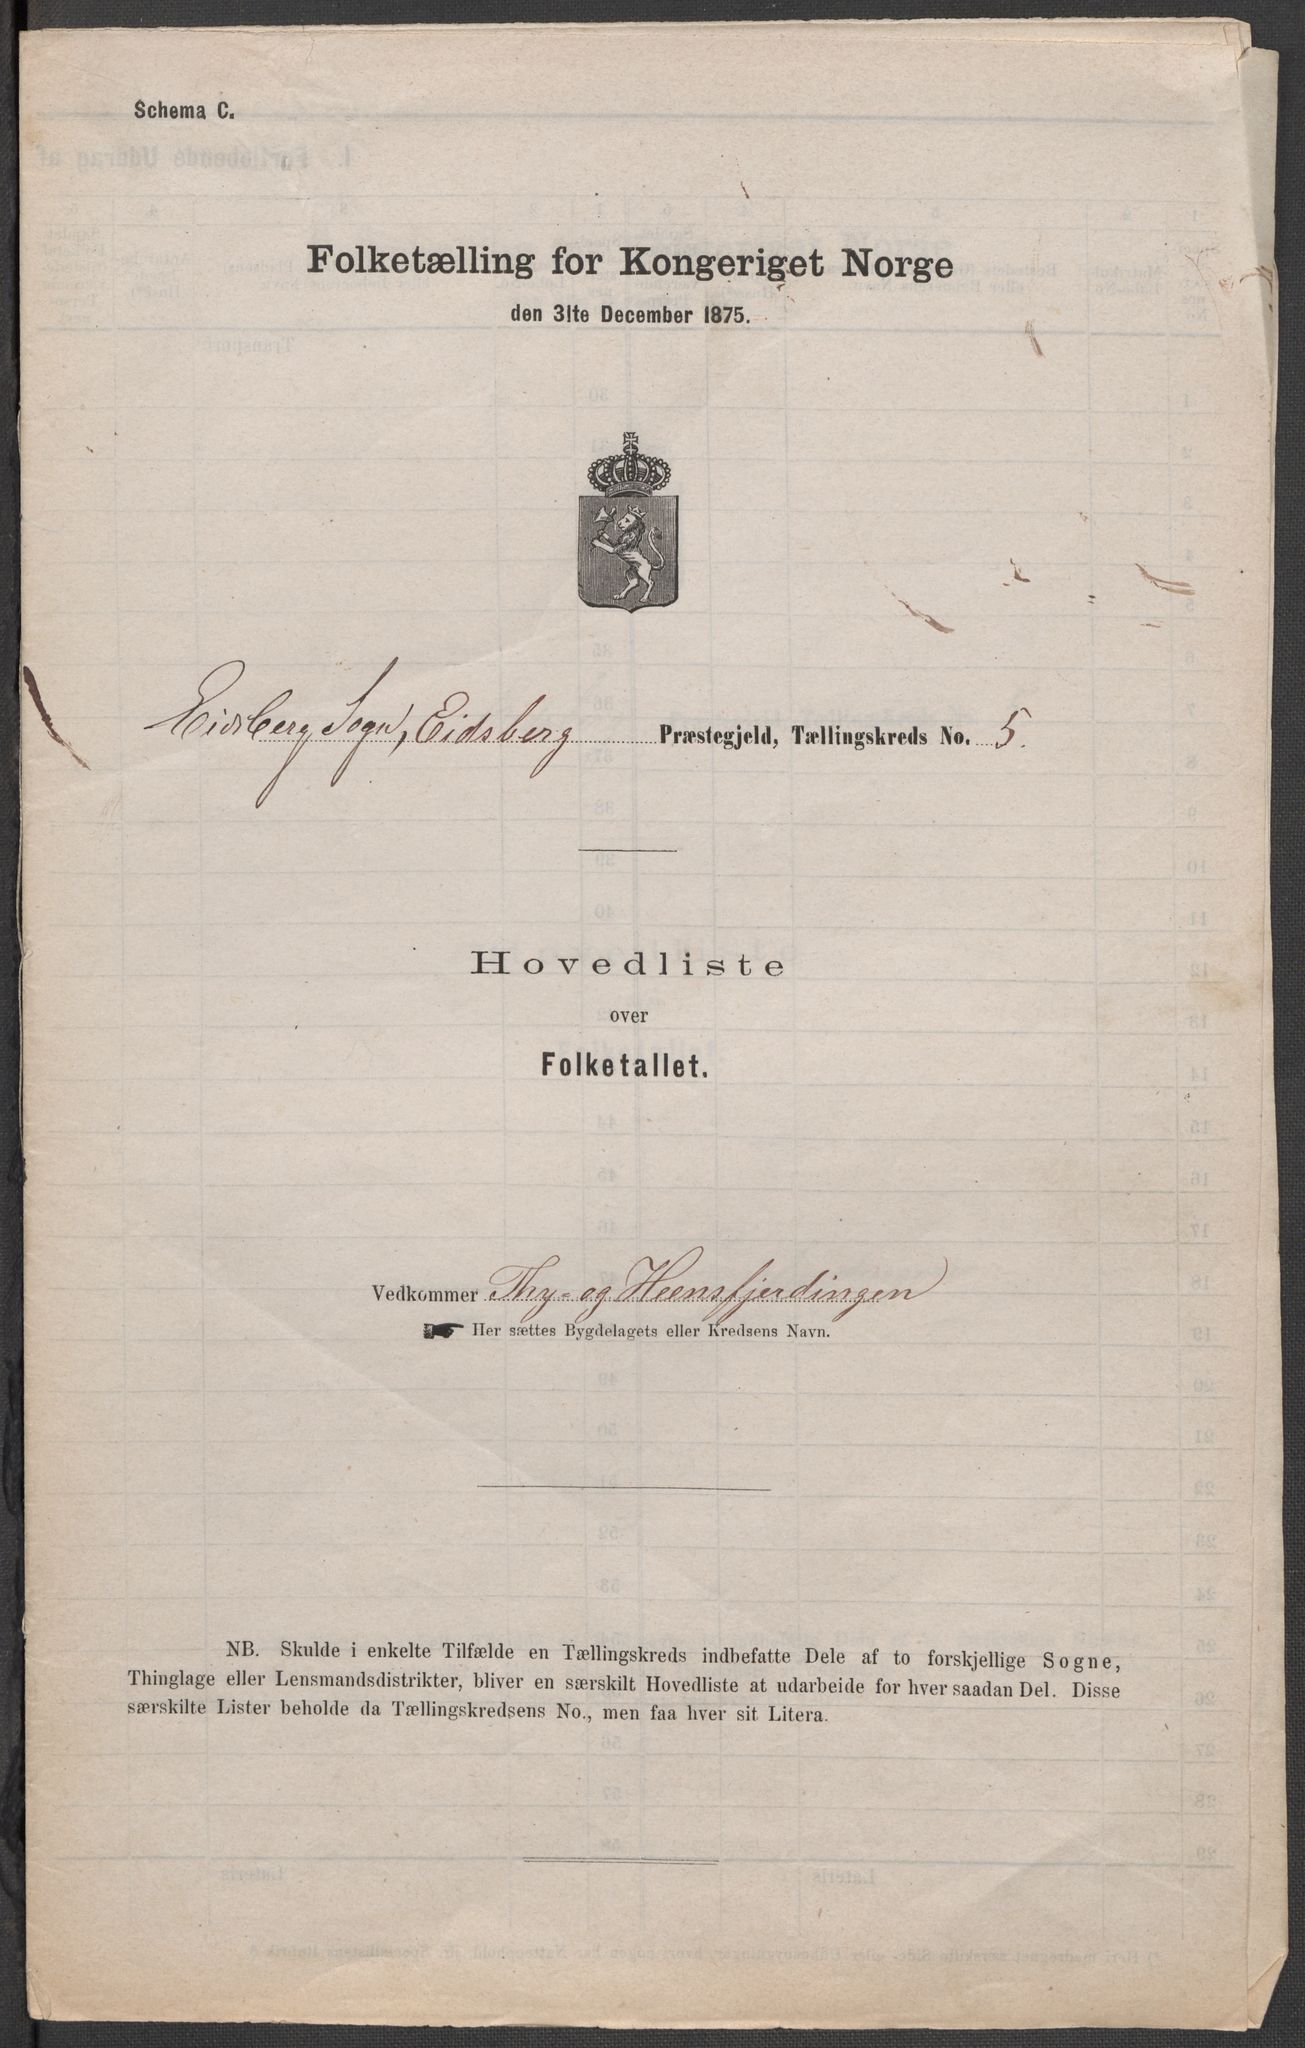 Schema C.
Folketælling for Kongeriget Norge
den 31te December 1875.
Eidsberg Sogn, Eidsberg Præstegjeld, Tællingskreds No. 5.
Hovedliste
over
Folketallet.
Vedkommer Thy- og Heensfjerdingen
☛ Her sættes Bygdelagets eller Kredsens Navn.
NB. Skulde i enkelte Tilfælde en Tællingskreds indbefatte Dele af to forskjellige Sogne,
Thinglage eller Lensmandsdistrikter, bliver en særskilt Hovedliste at udarbeide for hver saadan Del. Disse
særskilte Lister beholde da Tællingskredsens No., men faa hver sit Litera.